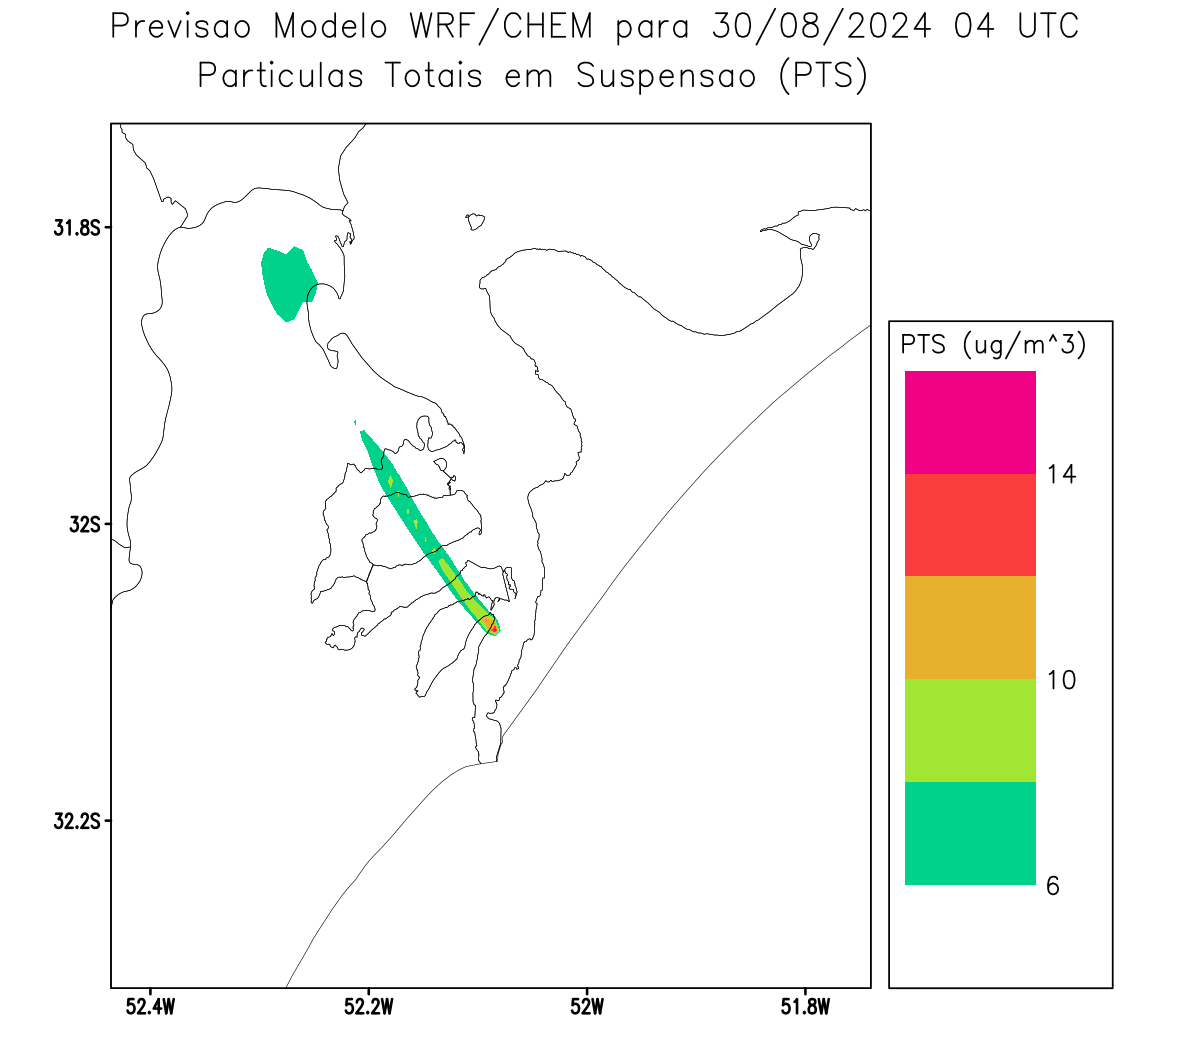 Previsao Modelo WRF/CHEM para 30/08/2024 04 UTC
Particulas Totais em Suspensao (PTS)
31.8S
32S
32.2S
52.4W
52.2W
52W
51.8W
PTS (ug/m^3)
14
10
6